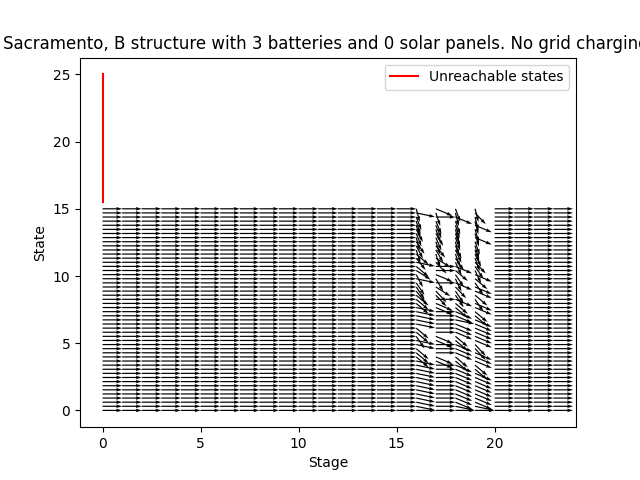 Sacramento, B structure with 3 batteries and 0 solar panels. No grid charging
Unreachable states
25
20
15
10
5
0
State
0 5 10 15 20
Stage